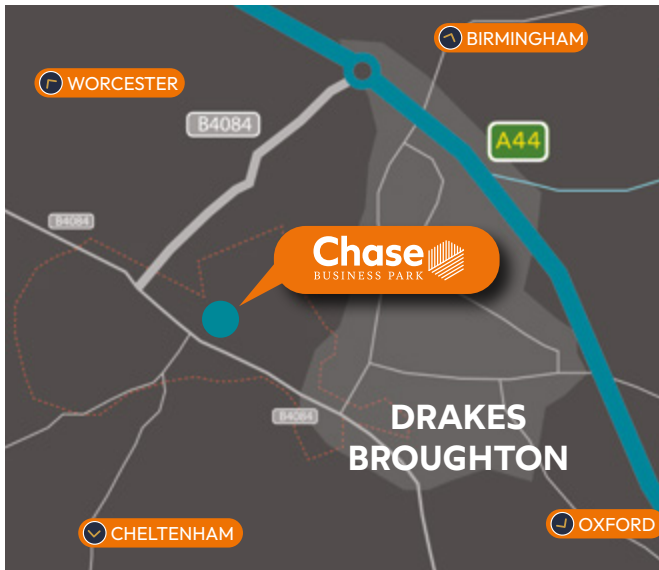 BIRMINGHAM
WORCESTER
B4084
A44
B4084
Chase
BUSINESS PARK
B4084
DRAKES
BROUGHTON
OXFORD
CHELTENHAM